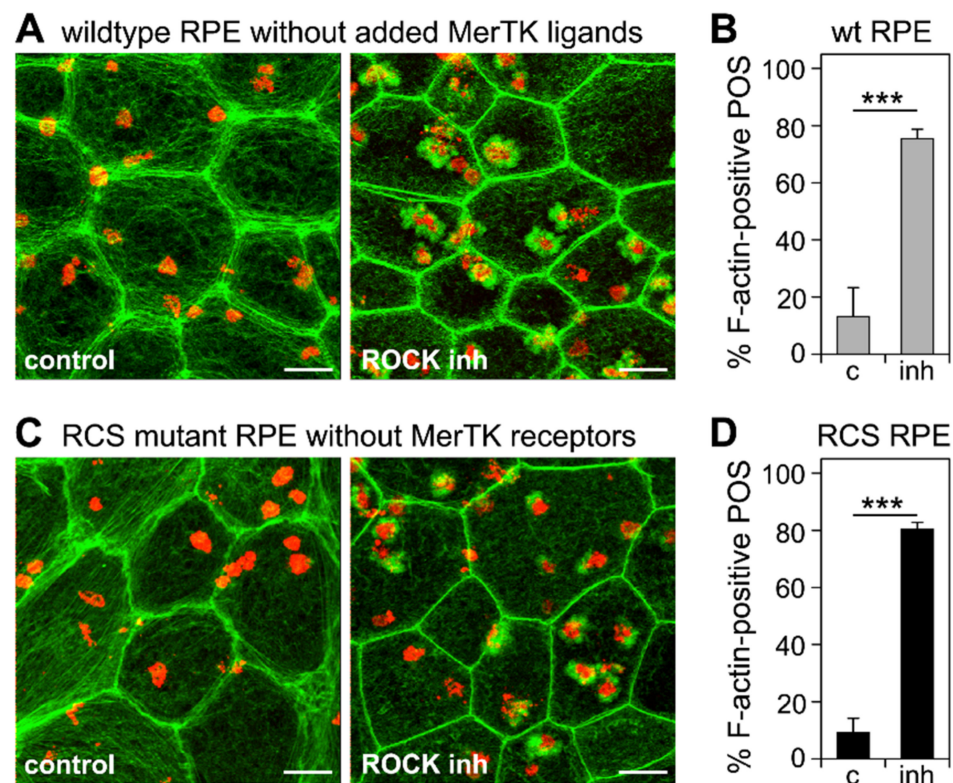 A wildtype RPE without added MerTK ligands
control
ROCK inh
B wt RPE
% F-actin-positive POS
100
80
60
40
20
0
***
c inh
C RCS mutant RPE without MerTK receptors
control
ROCK inh
D RCS RPE
% F-actin-positive POS
100
80
60
40
20
0
***
c inh